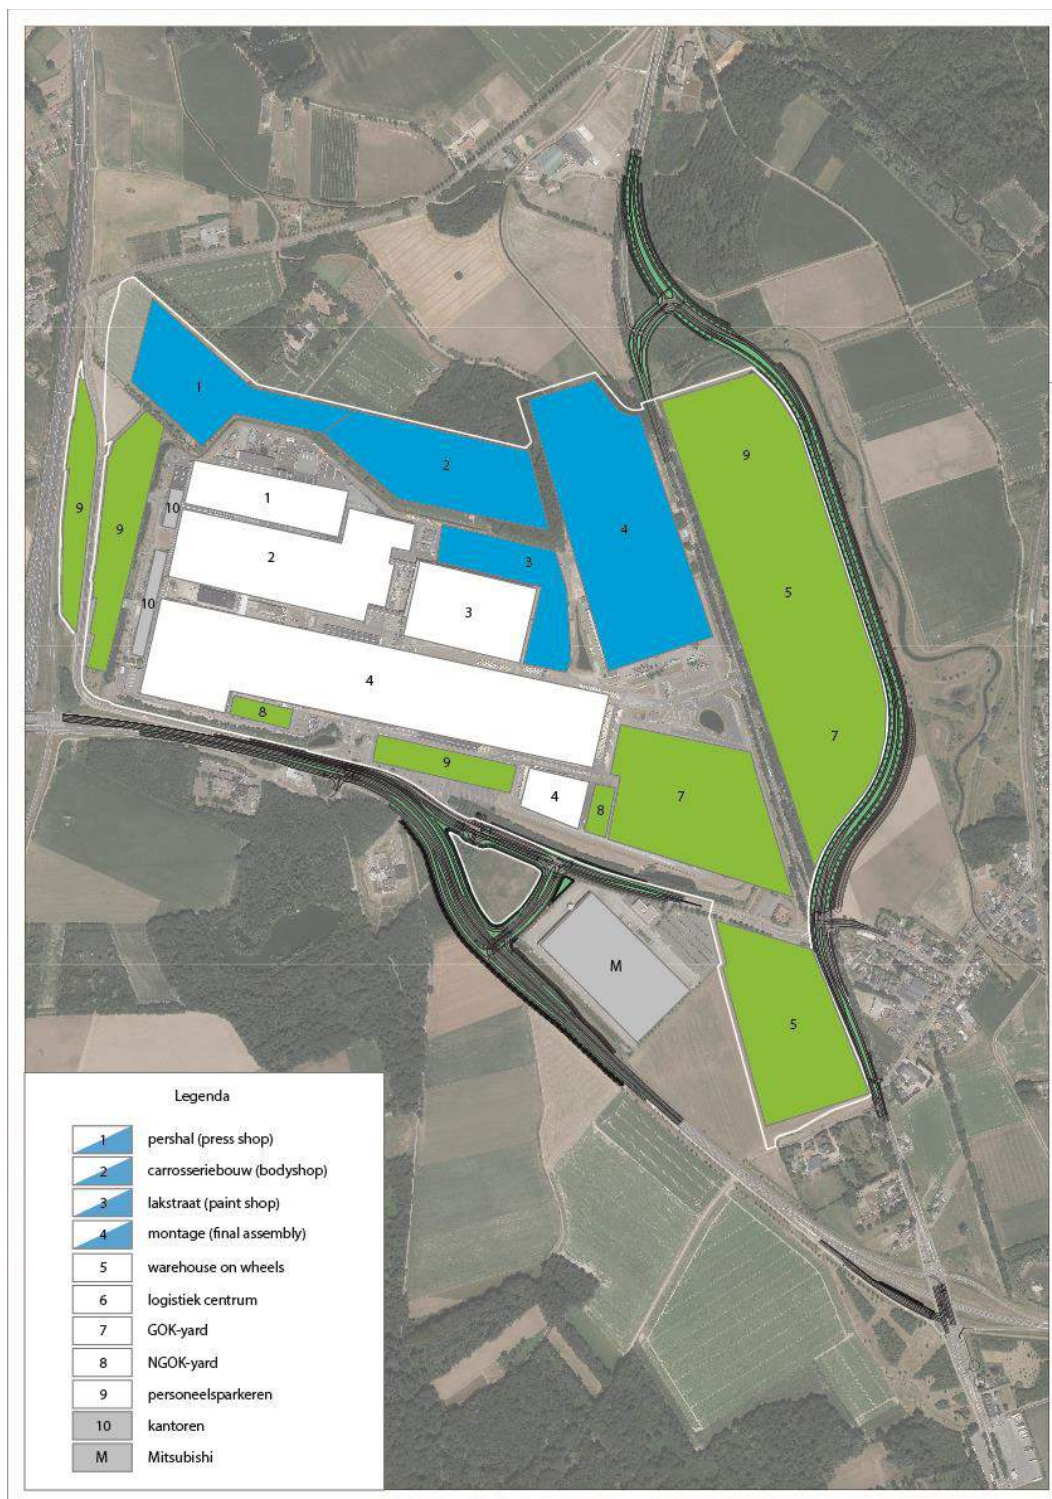 9
1
2
4
9
5
7
9
9
10
10
1
2
3
3
4
8
9
4
8
7
M
5
Legenda
1 pershal (press shop)
2 carrosseriebouw (bodyshop)
3 lakstraat (paint shop)
4 montage (final assembly)
5 warehouse on wheels
6 logistiek centrum
7 GOK-yard
8 NGOK-yard
9 personeelsparkeren
10 kantoren
M Mitsubishi